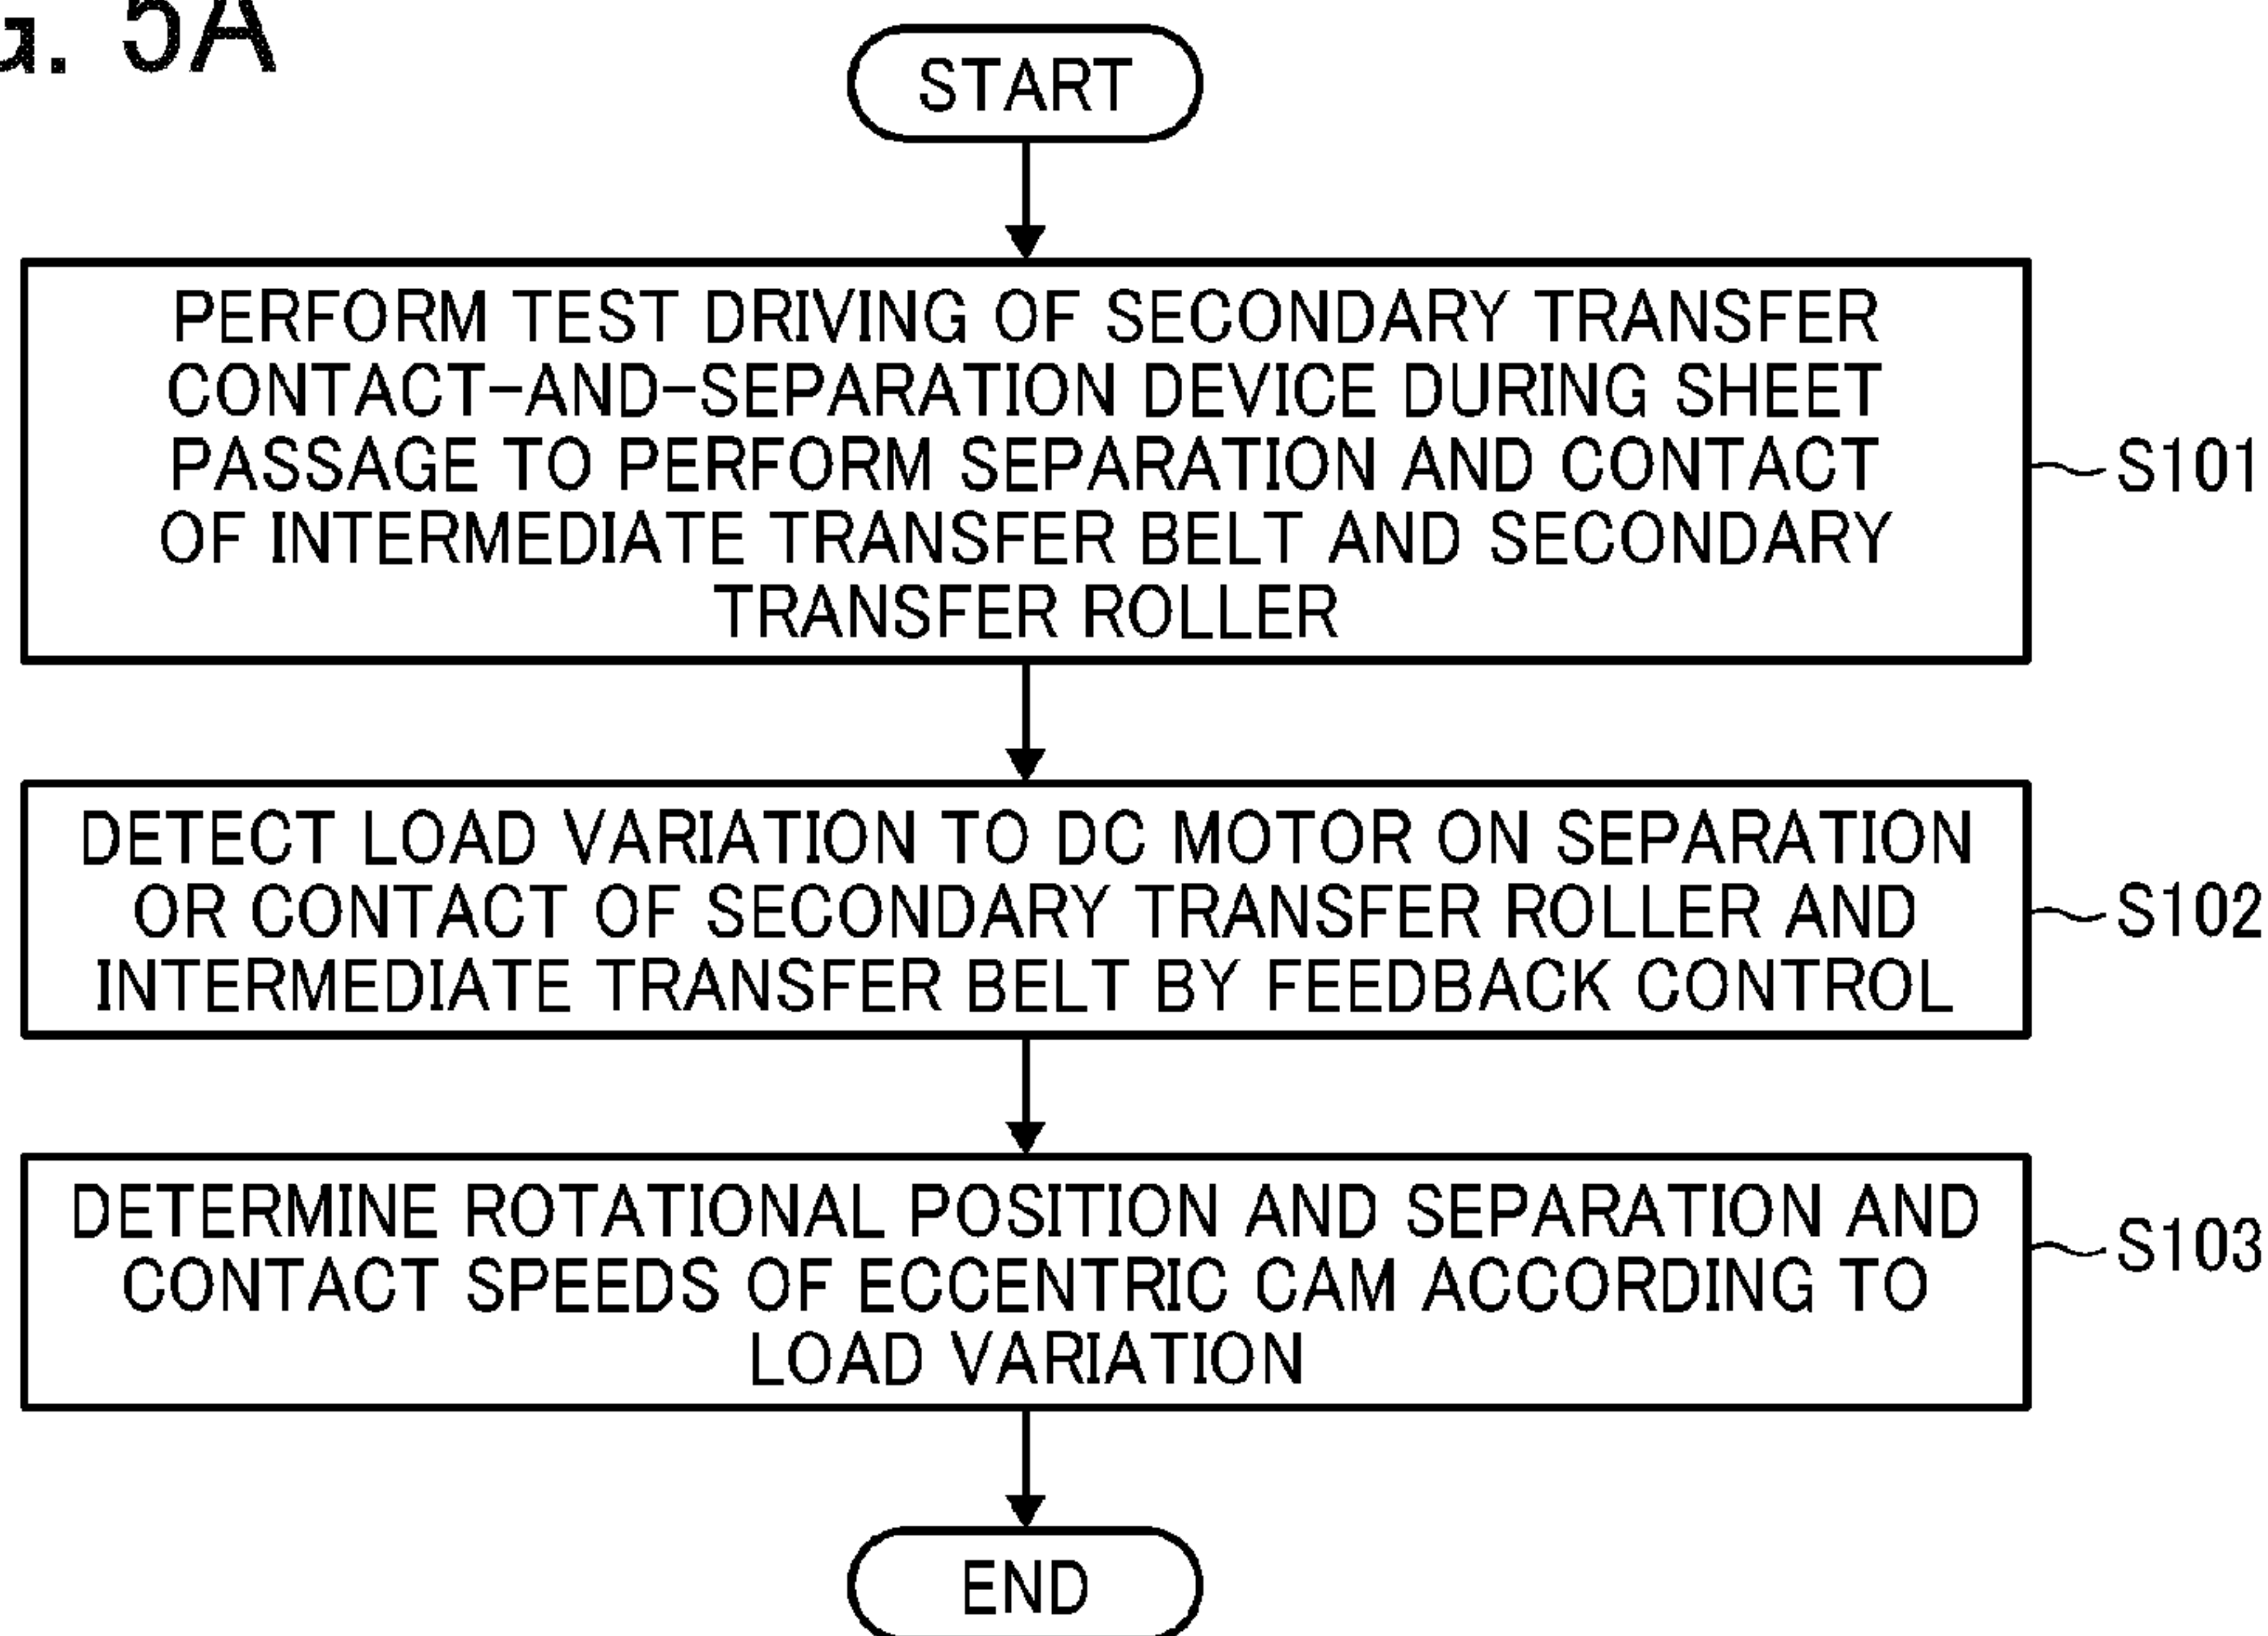 5A
START
PERFORM TEST DRIVING OF SECONDARY TRANSFER
CONTACT-AND-SEPARATION DEVICE DURING SHEET
PASSAGE TO PERFORM SEPARATION AND CONTACT
OF INTERMEDIATE TRANSFER BELT AND SECONDARY
TRANSFER ROLLER
S101
DETECT LOAD VARIATION TO DC MOTOR ON SEPARATION
OR CONTACT OF SECONDARY TRANSFER ROLLER AND
INTERMEDIATE TRANSFER BELT BY FEEDBACK CONTROL
S102
DETERMINE ROTATIONAL POSITION AND SEPARATION AND
CONTACT SPEEDS OF ECCENTRIC CAM ACCORDING TO
LOAD VARIATION
S103
END